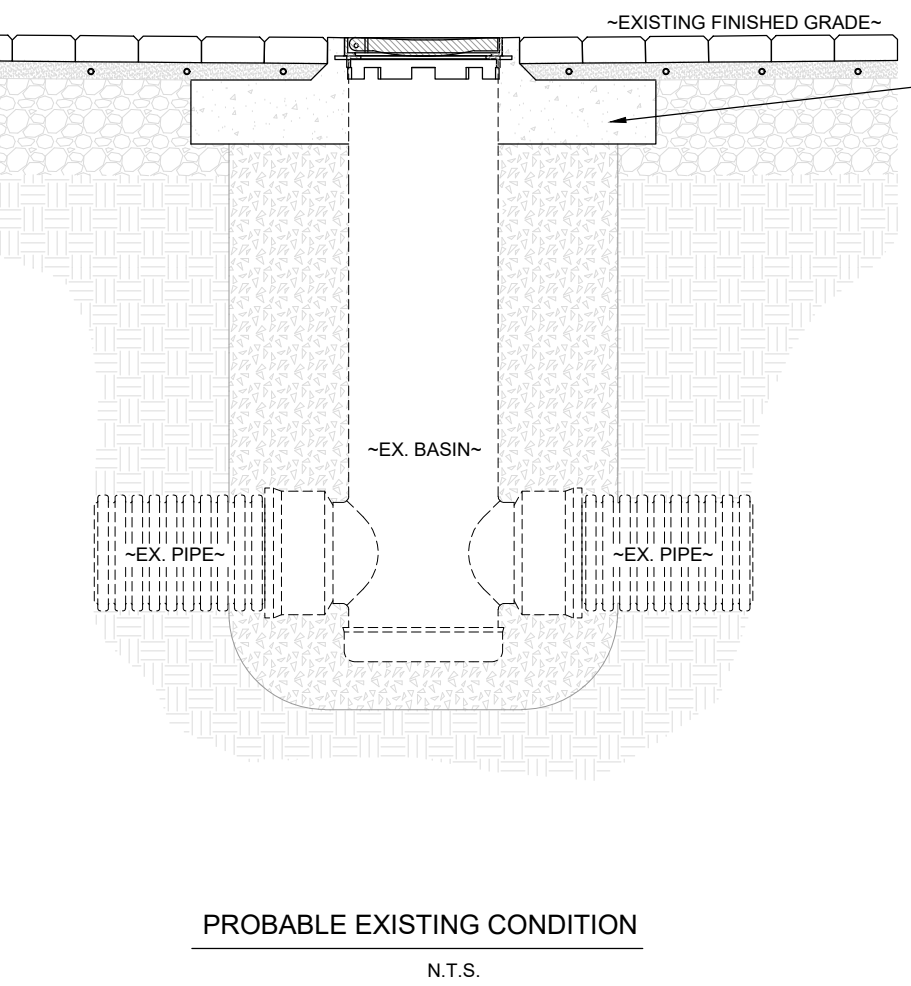 ~EXISTING FINISHED GRADE~
~EX. BASIN~
~EX. PIPE~
~EX. PIPE~
PROBABLE EXISTING CONDITION
N.T.S.